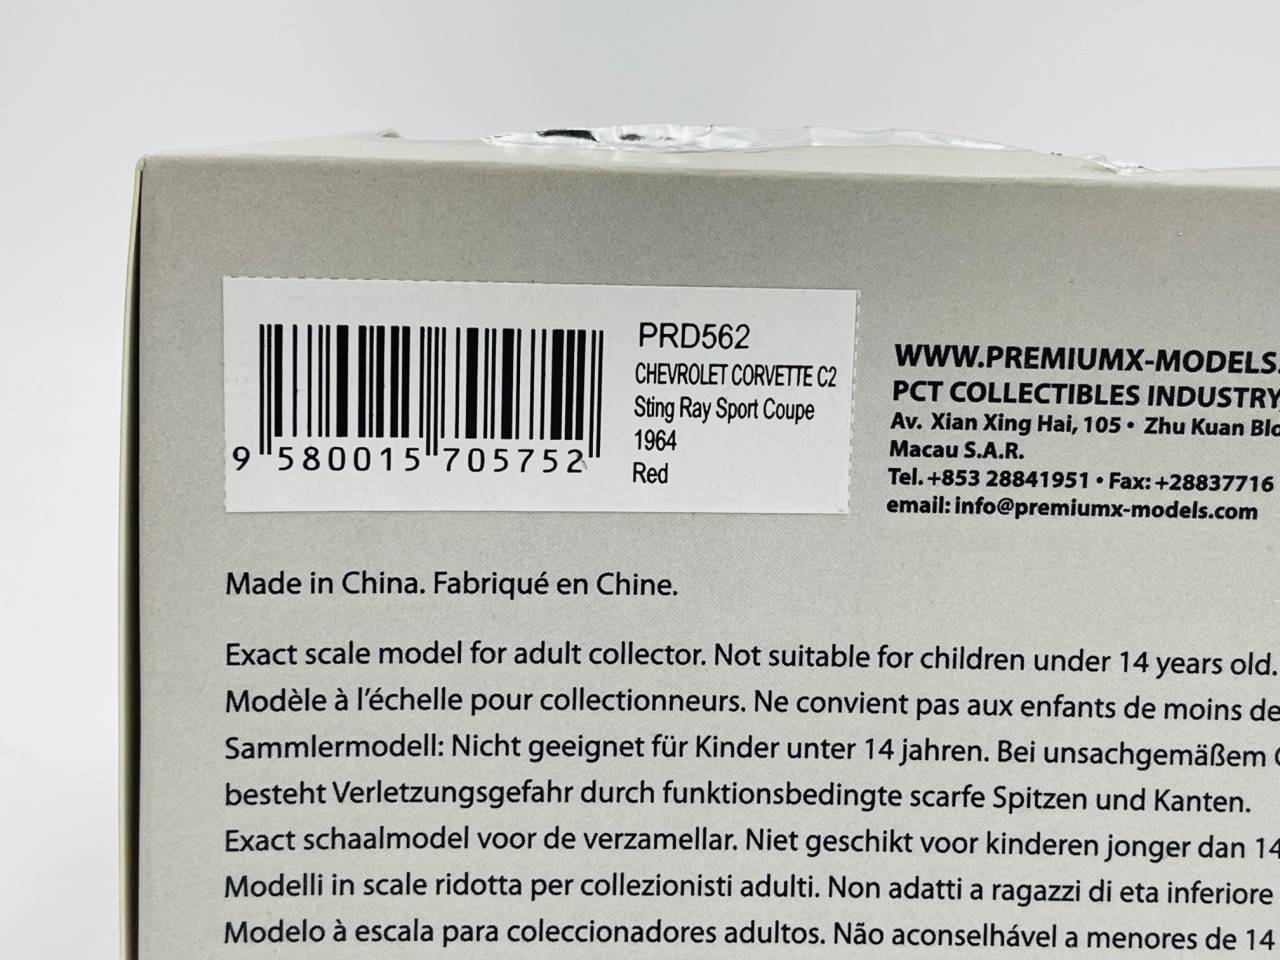 PRD562
CHEVROLET CORVETTE C2
Sting Ray Sport Coupe
1964
Red
9 580015 705752
WWW.PREMIUMX-MODELS.
PCT COLLECTIBLES INDUSTRY
Av. Xian Xing Hai, 105 • Zhu Kuan
Macau S.A.R.
Tel. +853 28841951 • Fax: +28837716
email: info@premiumx-models.com
Made in China. Fabriqué en Chine.
Exact scale model for adult collector. Not suitable for children under 14 years old.
Modèle à l'échelle pour collectionneurs. Ne convient pas aux enfants de moins de
Sammlermodell: Nicht geeignet für Kinder unter 14 jahren. Bei unsachgemäßem
besteht Verletzungsgefahr durch funktionsbedingte scarfe Spitzen und Kanten.
Exact schaalmodel voor de verzamellar. Niet geschikt voor kinderen jonger dan 14
Modelli in scale ridotta per collezionisti adulti. Non adatti a ragazzi di eta inferiore
Modelo à escala para coleccionadores adultos. Não aconselhável a menores de 14